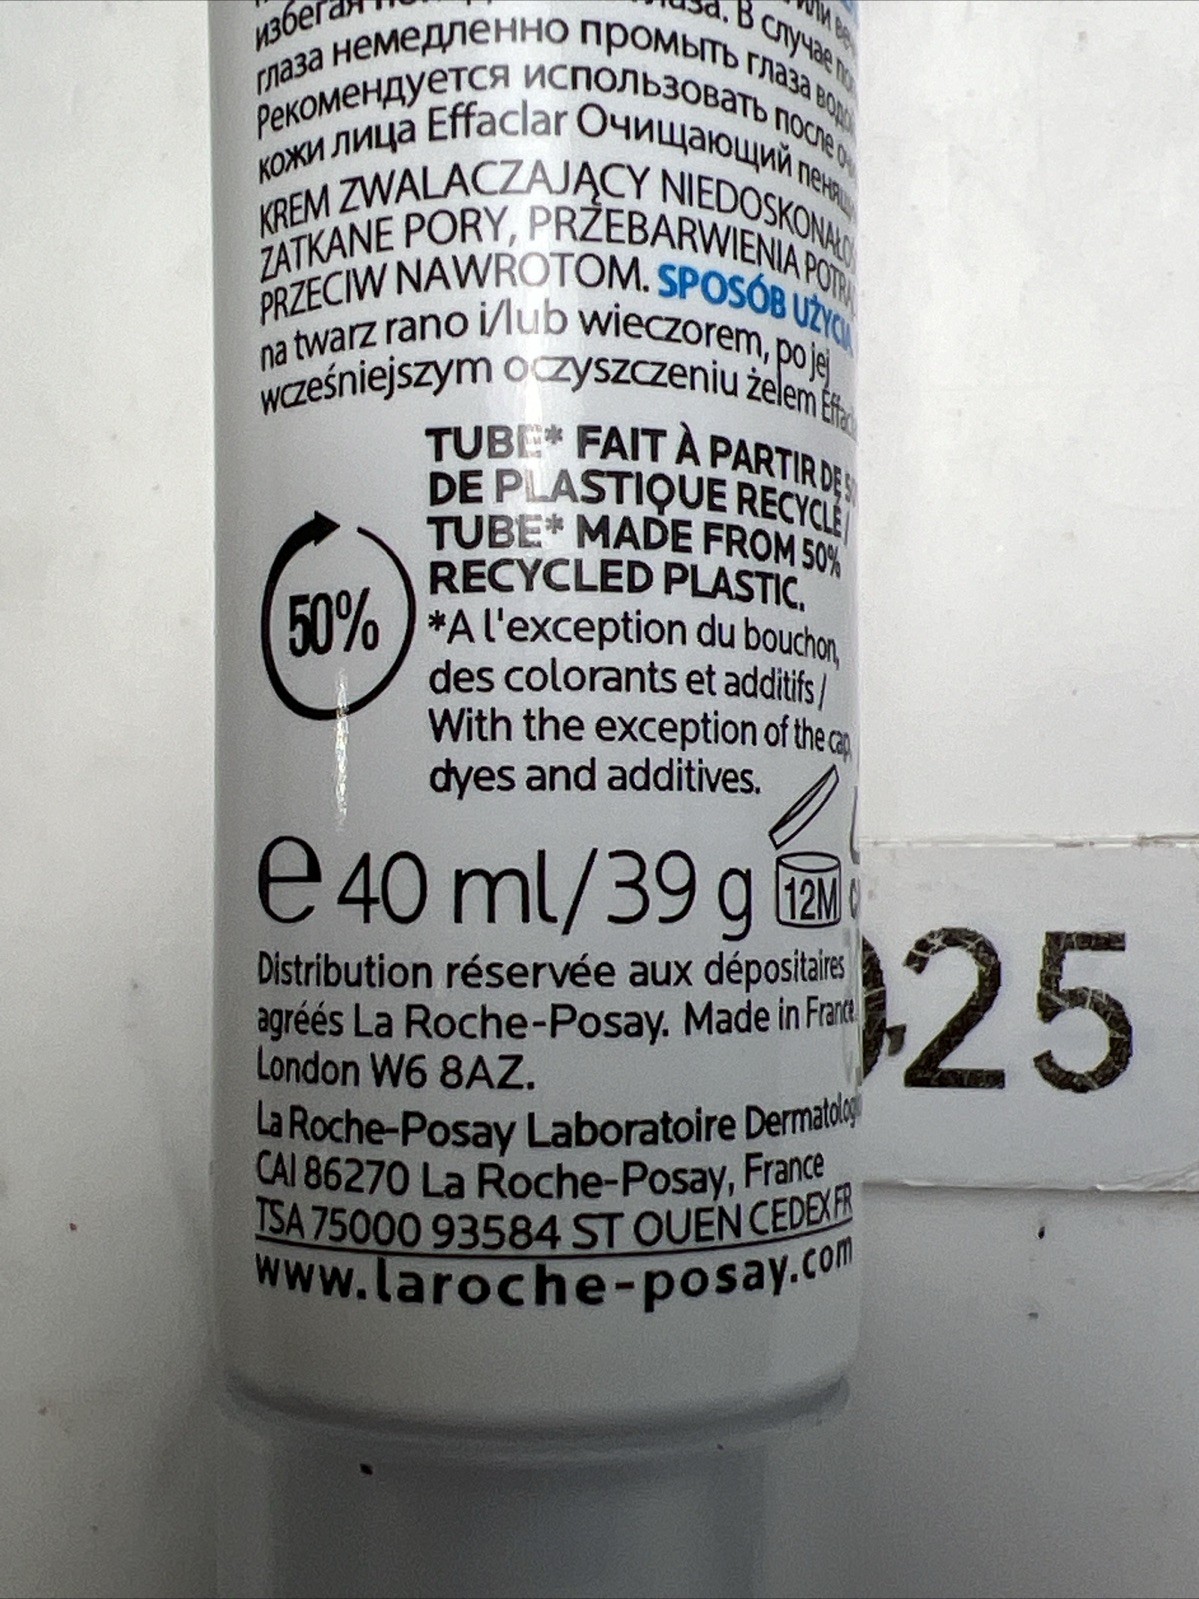 избегая
глаза. В случае
глаза немедленно промыть глаза водой
Рекомендуется использовать после
кожи лица Effaclar Очищающий
KREM ZWALACZAJĄCY NIEDOSKONAŁO
ZATKANE PORY, PRZEBARWIENIA POTRĄ
PRZECIW NAWROTOM. SPOSÓB UŻYCIA
na twarz rano i/lub wieczorem, po jej
wcześniejszym oczyszczeniu żelem Effac
TUBE* FAIT À PARTIR DE 50
DE PLASTIQUE RECYCLÉ /
TUBE* MADE FROM 50%
RECYCLED PLASTIC.
50%
*A l'exception du bouchon,
des colorants et additifs /
With the exception of the cap,
dyes and additives.
e 40 ml/39 g 12M
025
Distribution réservée aux dépositaires
agréés La Roche-Posay. Made in France.
London W6 8AZ.
La Roche-Posay Laboratoire Dermatolog
CAI 86270 La Roche-Posay, France
TSA 75000 93584 ST OUEN CEDEX FR
www.laroche-posay.com